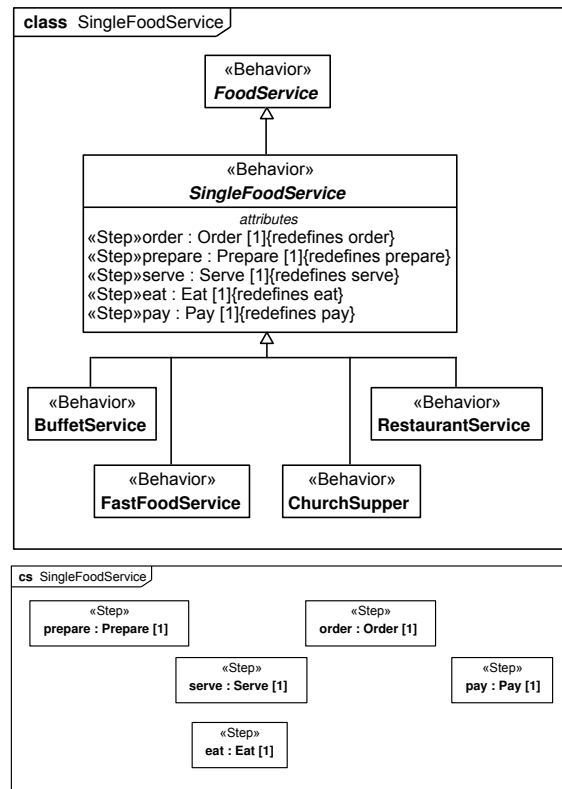 class SingleFoodService
«Behavior»
FoodService
«Behavior»
SingleFoodService
attributes
«Step»order : Order [1]{redefines order}
«Step»prepare : Prepare [1]{redefines prepare}
«Step»serve : Serve [1]{redefines serve}
«Step»eat : Eat [1]{redefines eat}
«Step»pay : Pay [1]{redefines pay}
«Behavior»
BuffetService
«Behavior»
RestaurantService
«Behavior»
FastFoodService
«Behavior»
ChurchSupper
cs SingleFoodService
«Step»
prepare : Prepare [1]
«Step»
order : Order [1]
«Step»
serve : Serve [1]
«Step»
pay : Pay [1]
«Step»
eat : Eat [1]